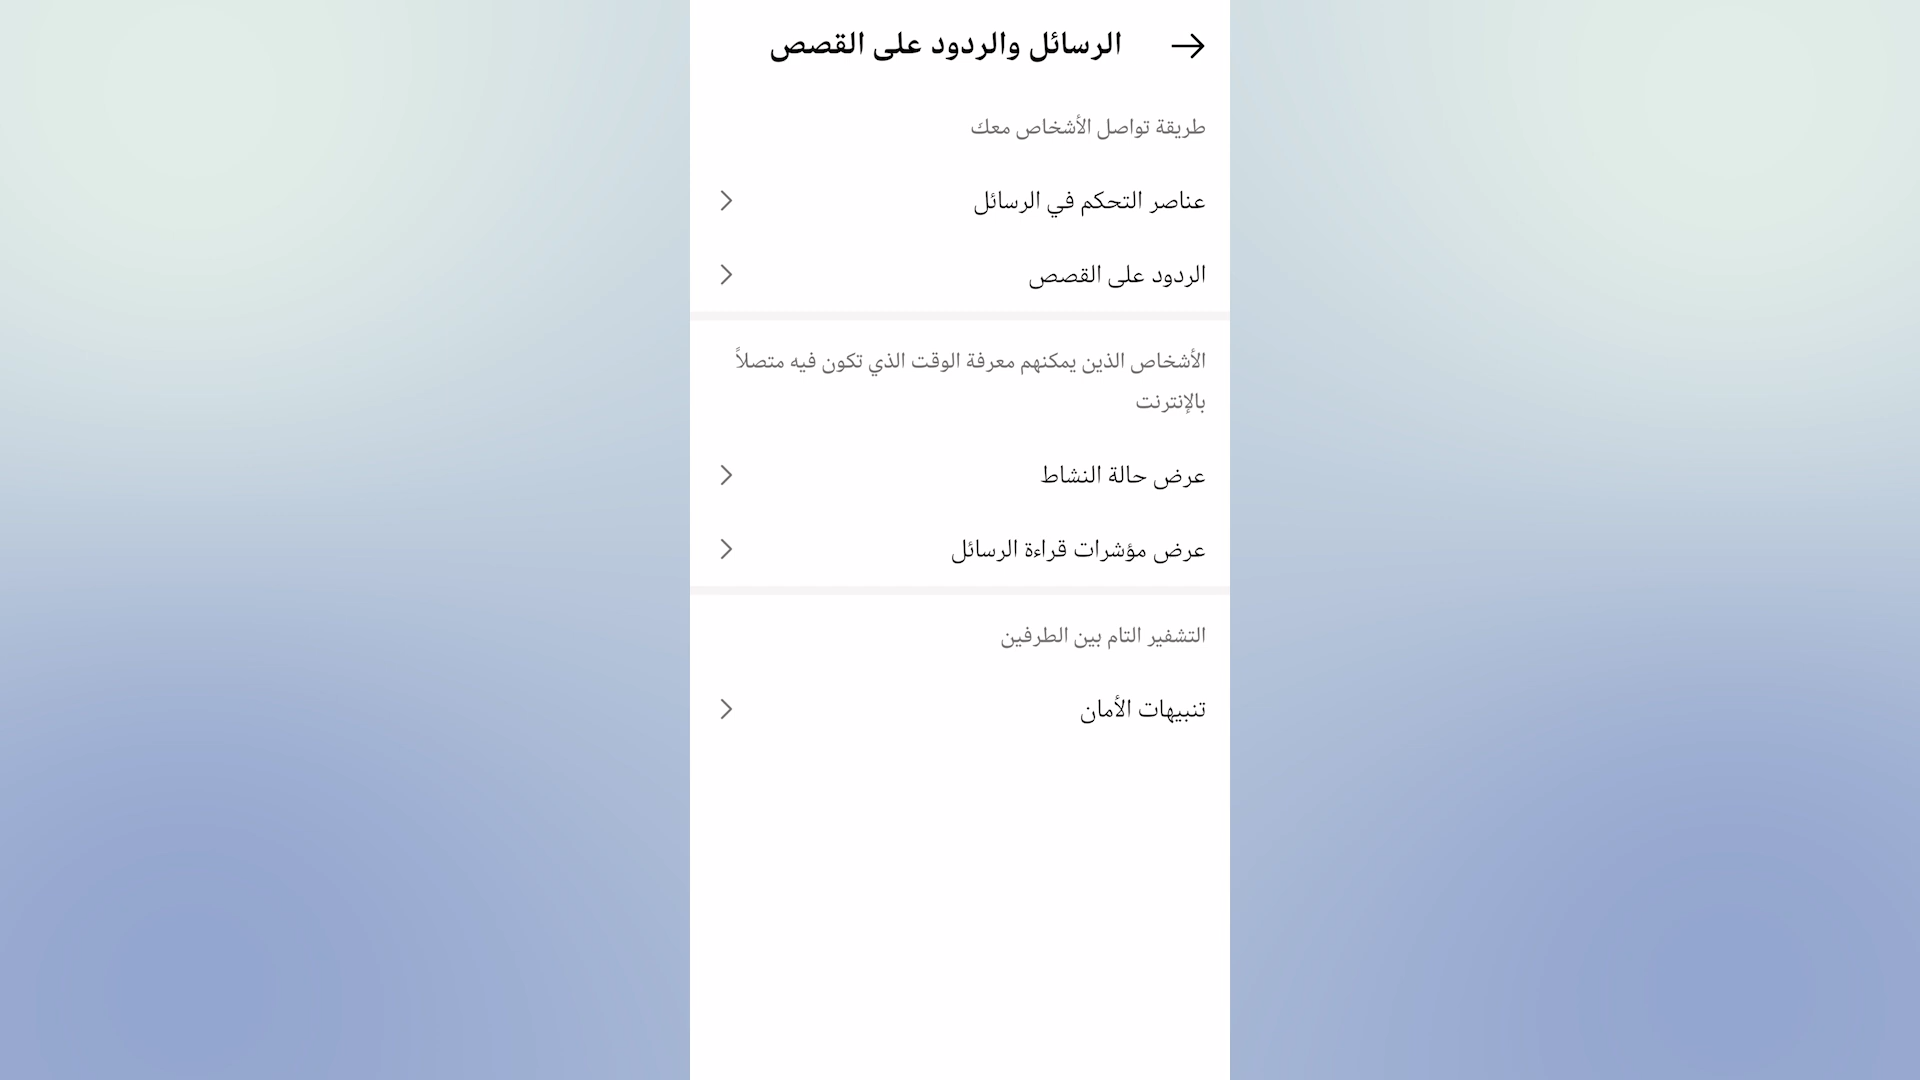 الرسائل والردود على القصص
طريقة تواصل الأشخاص معك
عناصر التحكم في الرسائل
الردود على القصص
الأشخاص الذين يمكنهم معرفة الوقت الذي تكون فيه متصلاً
بالإنترنت
عرض حالة النشاط
عرض مؤشرات قراءة الرسائل
التشفير التام بين الطرفين
تنبيهات الأمان